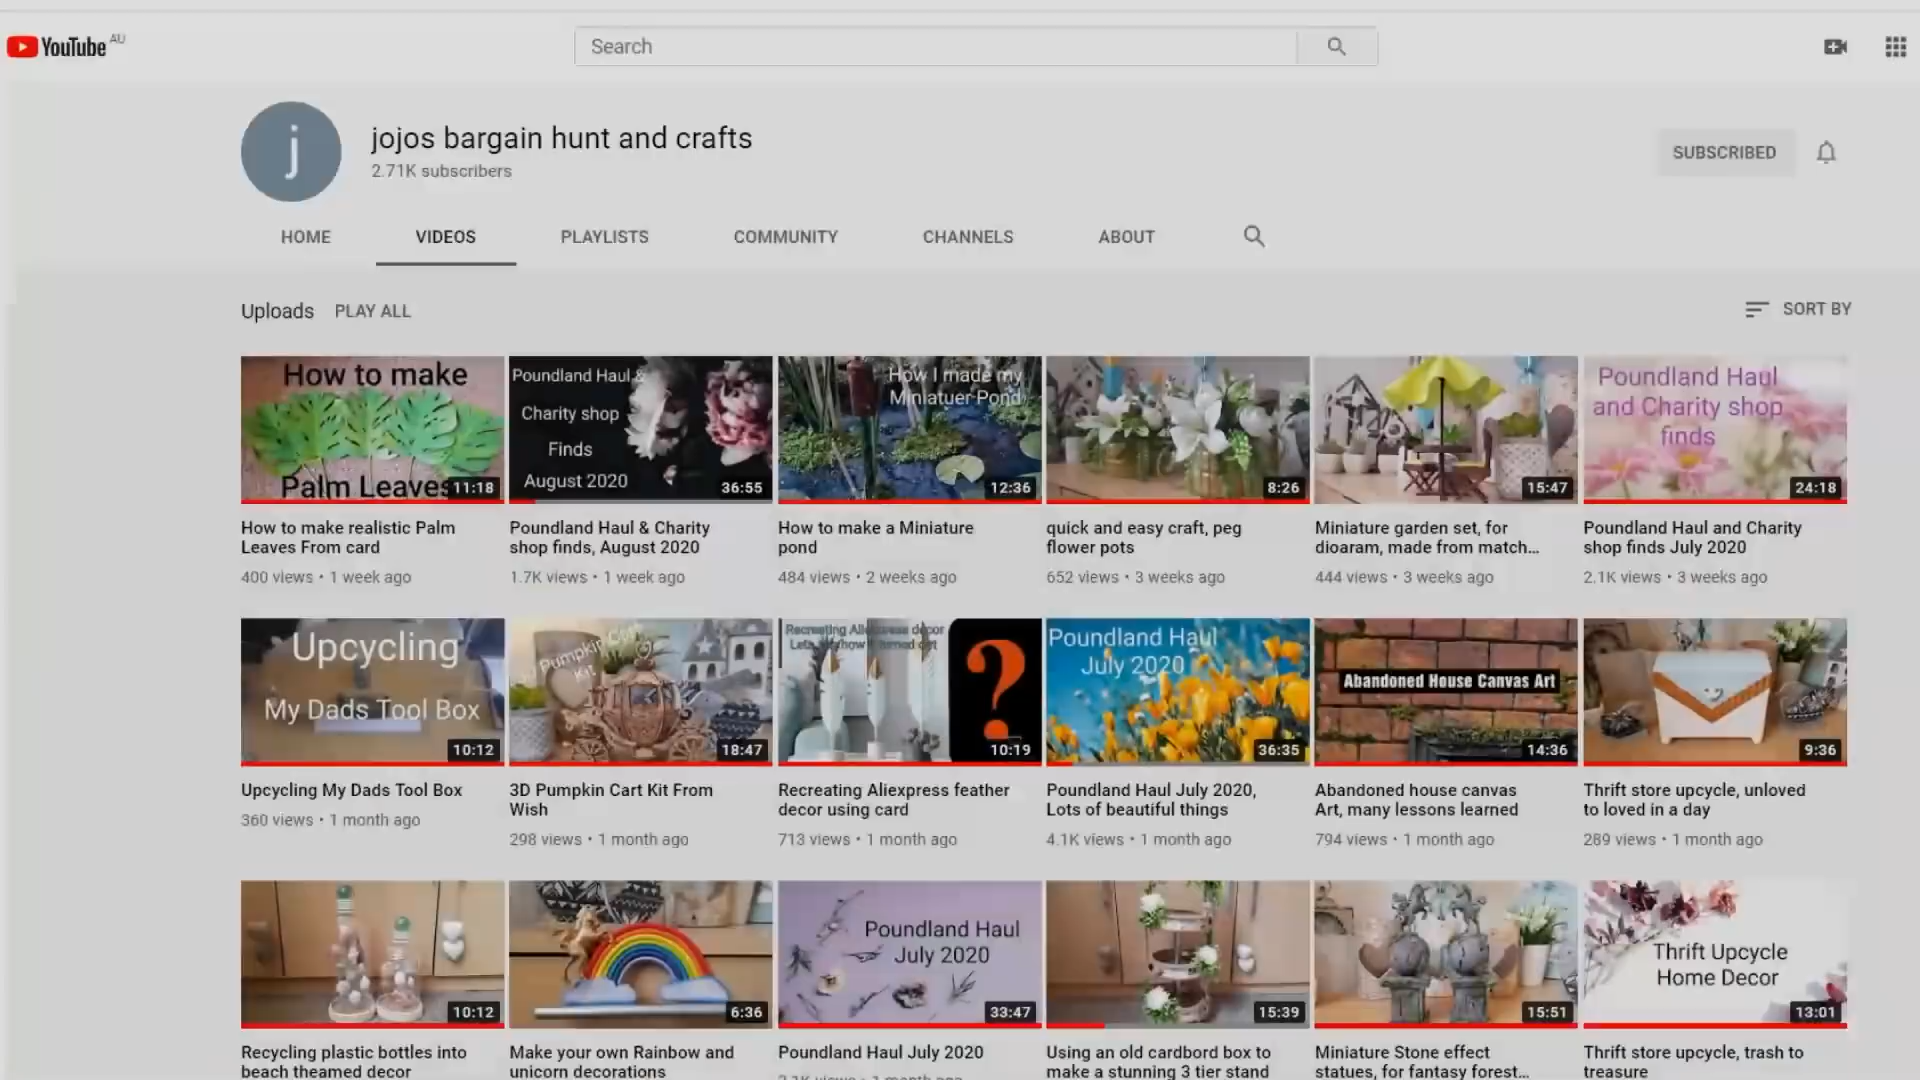 YouTube AU
Search
j
jojos bargain hunt and crafts
2.71K subscribers
SUBSCRIBED
HOME
VIDEOS
PLAYLISTS
COMMUNITY
CHANNELS
ABOUT
Uploads
PLAY ALL
SORT BY
How to make
Palm Leaves
11:18
Poundland Haul &
Charity shop
Finds
August 2020
36:55
How I made my
Miniatuer Pond
12:36
8:26
15:47
Poundland Haul
and Charity shop
finds
24:18
How to make realistic Palm
Leaves From card
400 views • 1 week ago
Poundland Haul & Charity
shop finds, August 2020
1.7K views • 1 week ago
How to make a Miniature
pond
484 views • 2 weeks ago
quick and easy craft, peg
flower pots
652 views • 3 weeks ago
Miniature garden set, for
dioaram, made from match...
444 views • 3 weeks ago
Poundland Haul and Charity
shop finds July 2020
2.1K views • 3 weeks ago
Upcycling
My Dads Tool Box
10:12
Pumpkin Cart
Kit
18:47
Recreating Aliexpress decor
?
10:19
Poundland Haul
July 2020
36:35
Abandoned House Canvas Art
14:36
9:36
Upcycling My Dads Tool Box
360 views • 1 month ago
3D Pumpkin Cart Kit From
Wish
298 views • 1 month ago
Recreating Aliexpress feather
decor using card
713 views • 1 month ago
Poundland Haul July 2020,
Lots of beautiful things
4.1K views • 1 month ago
Abandoned house canvas
Art, many lessons learned
794 views • 1 month ago
Thrift store upcycle, unloved
to loved in a day
289 views • 1 month ago
10:12
6:36
Poundland Haul
July 2020
33:47
15:39
15:51
Thrift Upcycle
Home Decor
13:01
Recycling plastic bottles into
beach theamed decor
Make your own Rainbow and
unicorn decorations
Poundland Haul July 2020
Using an old cardbord box to
make a stunning 3 tier stand
Miniature Stone effect
statues, for fantasy forest...
Thrift store upcycle, trash to
treasure